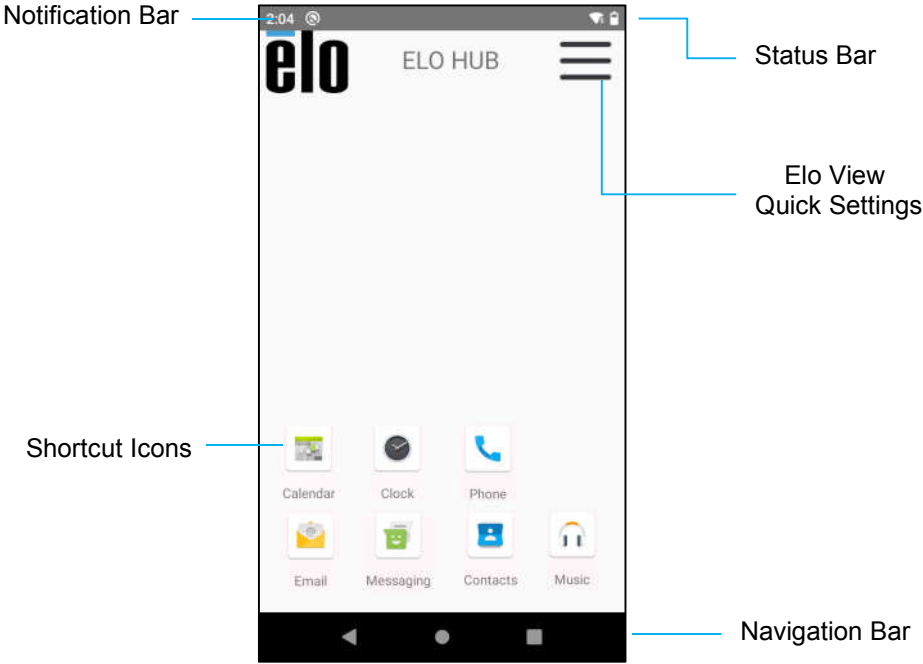 Notification Bar
2:04
Status Bar
elo
ELO HUB
Elo View
Quick Settings
Shortcut Icons
Calendar
Clock
Phone
Email
Messaging
Contacts
Music
Navigation Bar